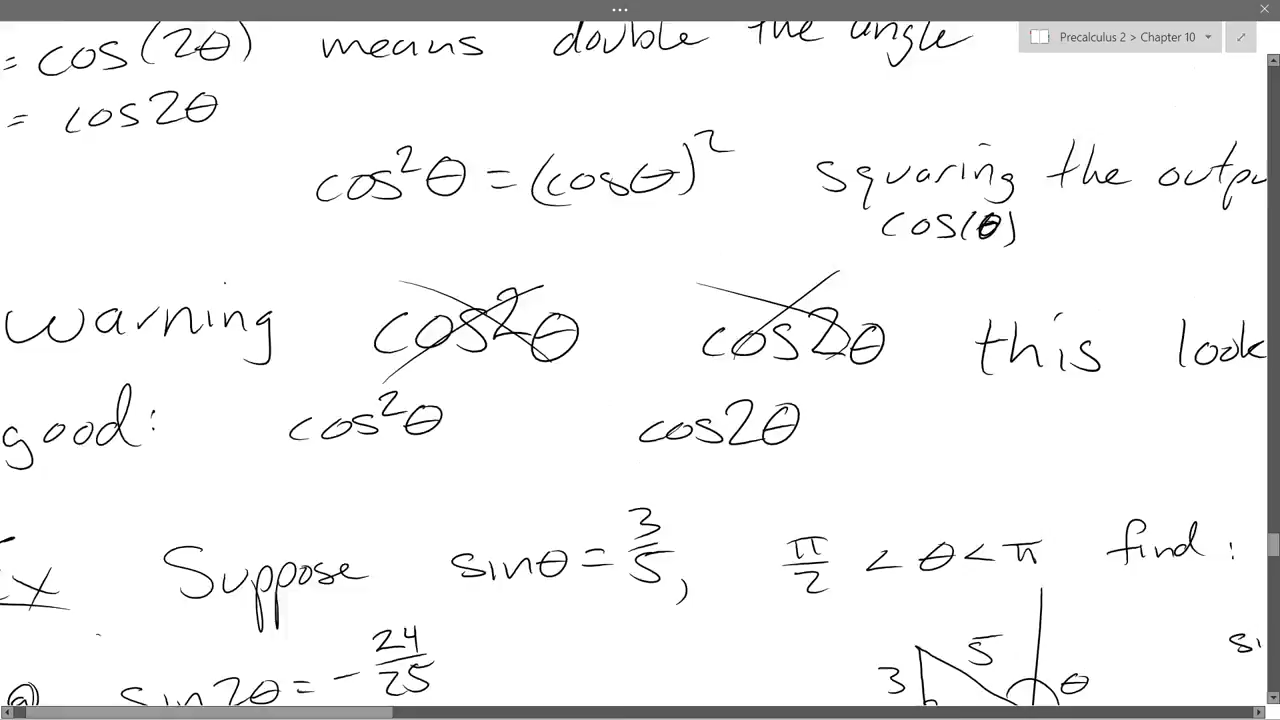 Precalculus 2 > Chapter 10
= cos(2θ) means double the angle
= cos2θ
cos²θ = (cosθ)² squaring the outpu
cos(θ)
warning cos2θ cos2θ this look
good: cos²θ cos2θ
Ex Suppose sinθ = 3/5, π/2 < θ < π find:
5 si
ⓐ sin2θ = -24/25 3 θ